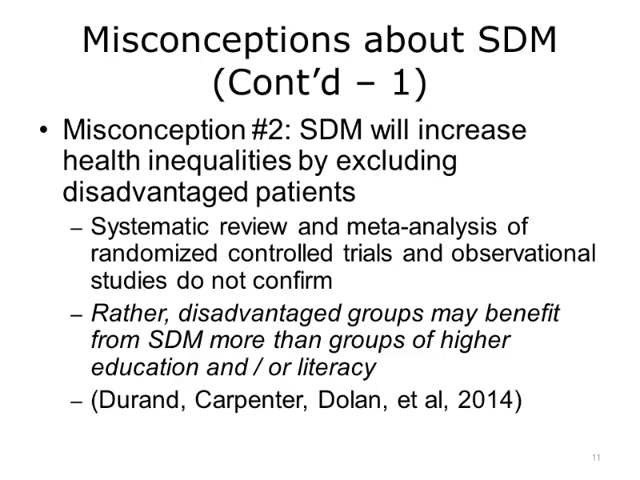 Misconceptions about SDM
(Cont’d – 1)
• Misconception #2: SDM will increase
health inequalities by excluding
disadvantaged patients
– Systematic review and meta-analysis of
randomized controlled trials and observational
studies do not confirm
– Rather, disadvantaged groups may benefit
from SDM more than groups of higher
education and / or literacy
– (Durand, Carpenter, Dolan, et al, 2014)
11